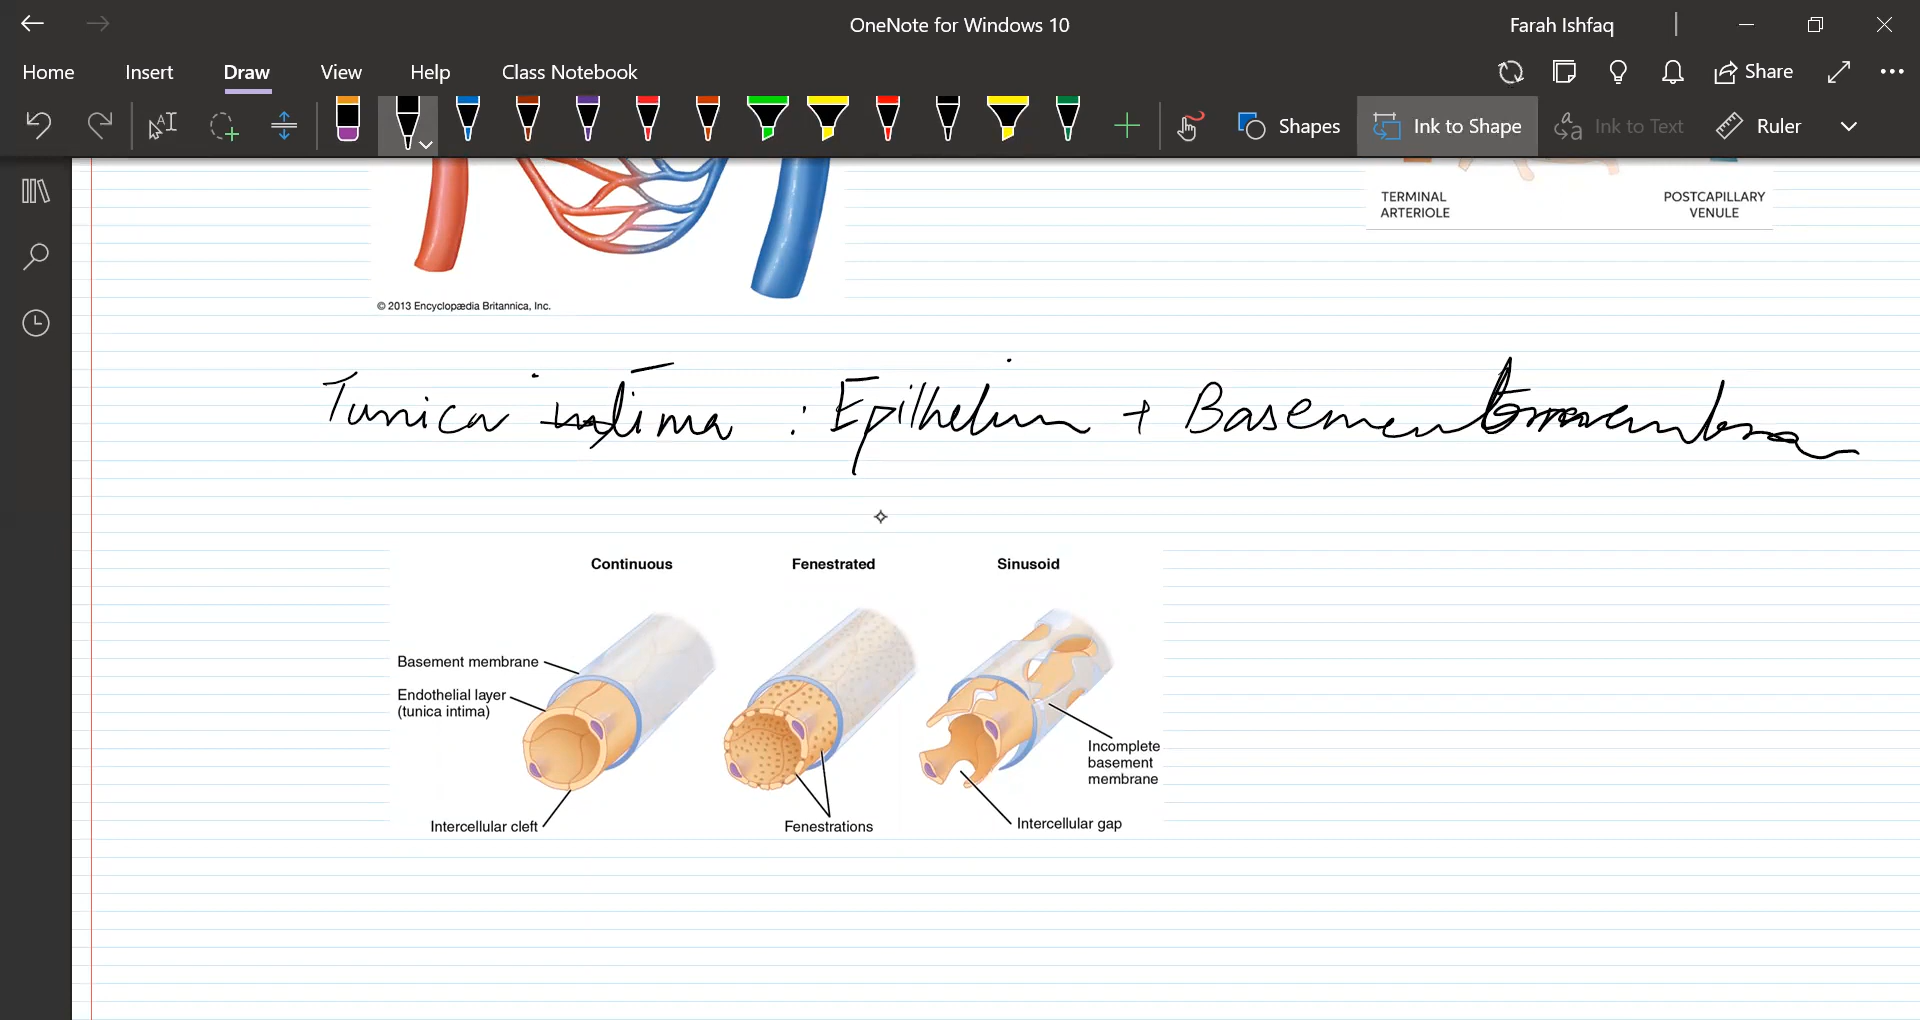 OneNote for Windows 10
Farah Ishfaq
Home Insert Draw View Help Class Notebook
Share
Shapes Ink to Shape Ink to Text Ruler
TERMINAL
ARTERIOLE
POSTCAPILLARY
VENULE
© 2013 Encyclopædia Britannica, Inc.
Tunica intima : Epithelium + Basement membrane
Continuous Fenestrated Sinusoid
Basement membrane
Endothelial layer
(tunica intima)
Intercellular cleft
Fenestrations
Incomplete
basement
membrane
Intercellular gap